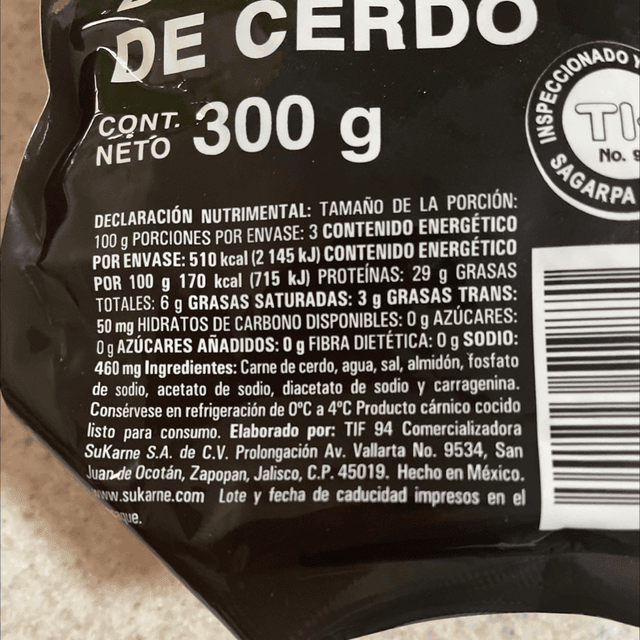 DE CERDO
CONT.
NETO 300 g
INSPECCIONADO Y
TI
No. 9
SAGARPA
DECLARACIÓN NUTRIMENTAL: TAMAÑO DE LA PORCIÓN:
100 g PORCIONES POR ENVASE: 3 CONTENIDO ENERGÉTICO
POR ENVASE: 510 kcal (2 145 kJ) CONTENIDO ENERGÉTICO
POR 100 g 170 kcal (715 kJ) PROTEÍNAS: 29 g GRASAS
TOTALES: 6 g GRASAS SATURADAS: 3 g GRASAS TRANS:
50 mg HIDRATOS DE CARBONO DISPONIBLES: 0 g AZÚCARES:
0 g AZÚCARES AÑADIDOS: 0 g FIBRA DIETÉTICA: 0 g SODIO:
460 mg Ingredientes: Carne de cerdo, agua, sal, almidón, fosfato
de sodio, acetato de sodio, diacetato de sodio y carragenina.
Consérvese en refrigeración de 0ºC a 4ºC Producto cárnico cocido
listo para consumo. Elaborado por: TIF 94 Comercializadora
SuKarne S.A. de C.V. Prolongación Av. Vallarta No. 9534, San
Juan de Ocotán, Zapopan, Jalisco, C.P. 45019. Hecho en México.
www.sukarne.com Lote y fecha de caducidad impresos en el
que.